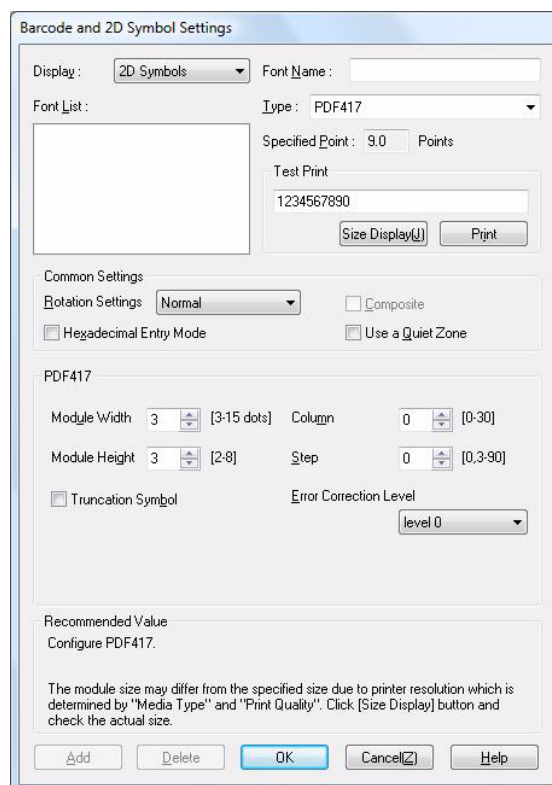 Barcode and 2D Symbol Settings
Display : 2D Symbols Font Name :
Font List : Type : PDF417
Specified Point : 9.0 Points
Test Print
1234567890
Size Display(J) Print
Common Settings
Rotation Settings Normal Composite
Hexadecimal Entry Mode Use a Quiet Zone
PDF417
Module Width 3 [3-15 dots] Column 0 [0-30]
Module Height 3 [2-8] Step 0 [0,3-90]
Truncation Symbol Error Correction Level
level 0
Recommended Value
Configure PDF417.
The module size may differ from the specified size due to printer resolution which is
determined by "Media Type" and "Print Quality". Click [Size Display] button and
check the actual size.
Add Delete OK Cancel(Z) Help